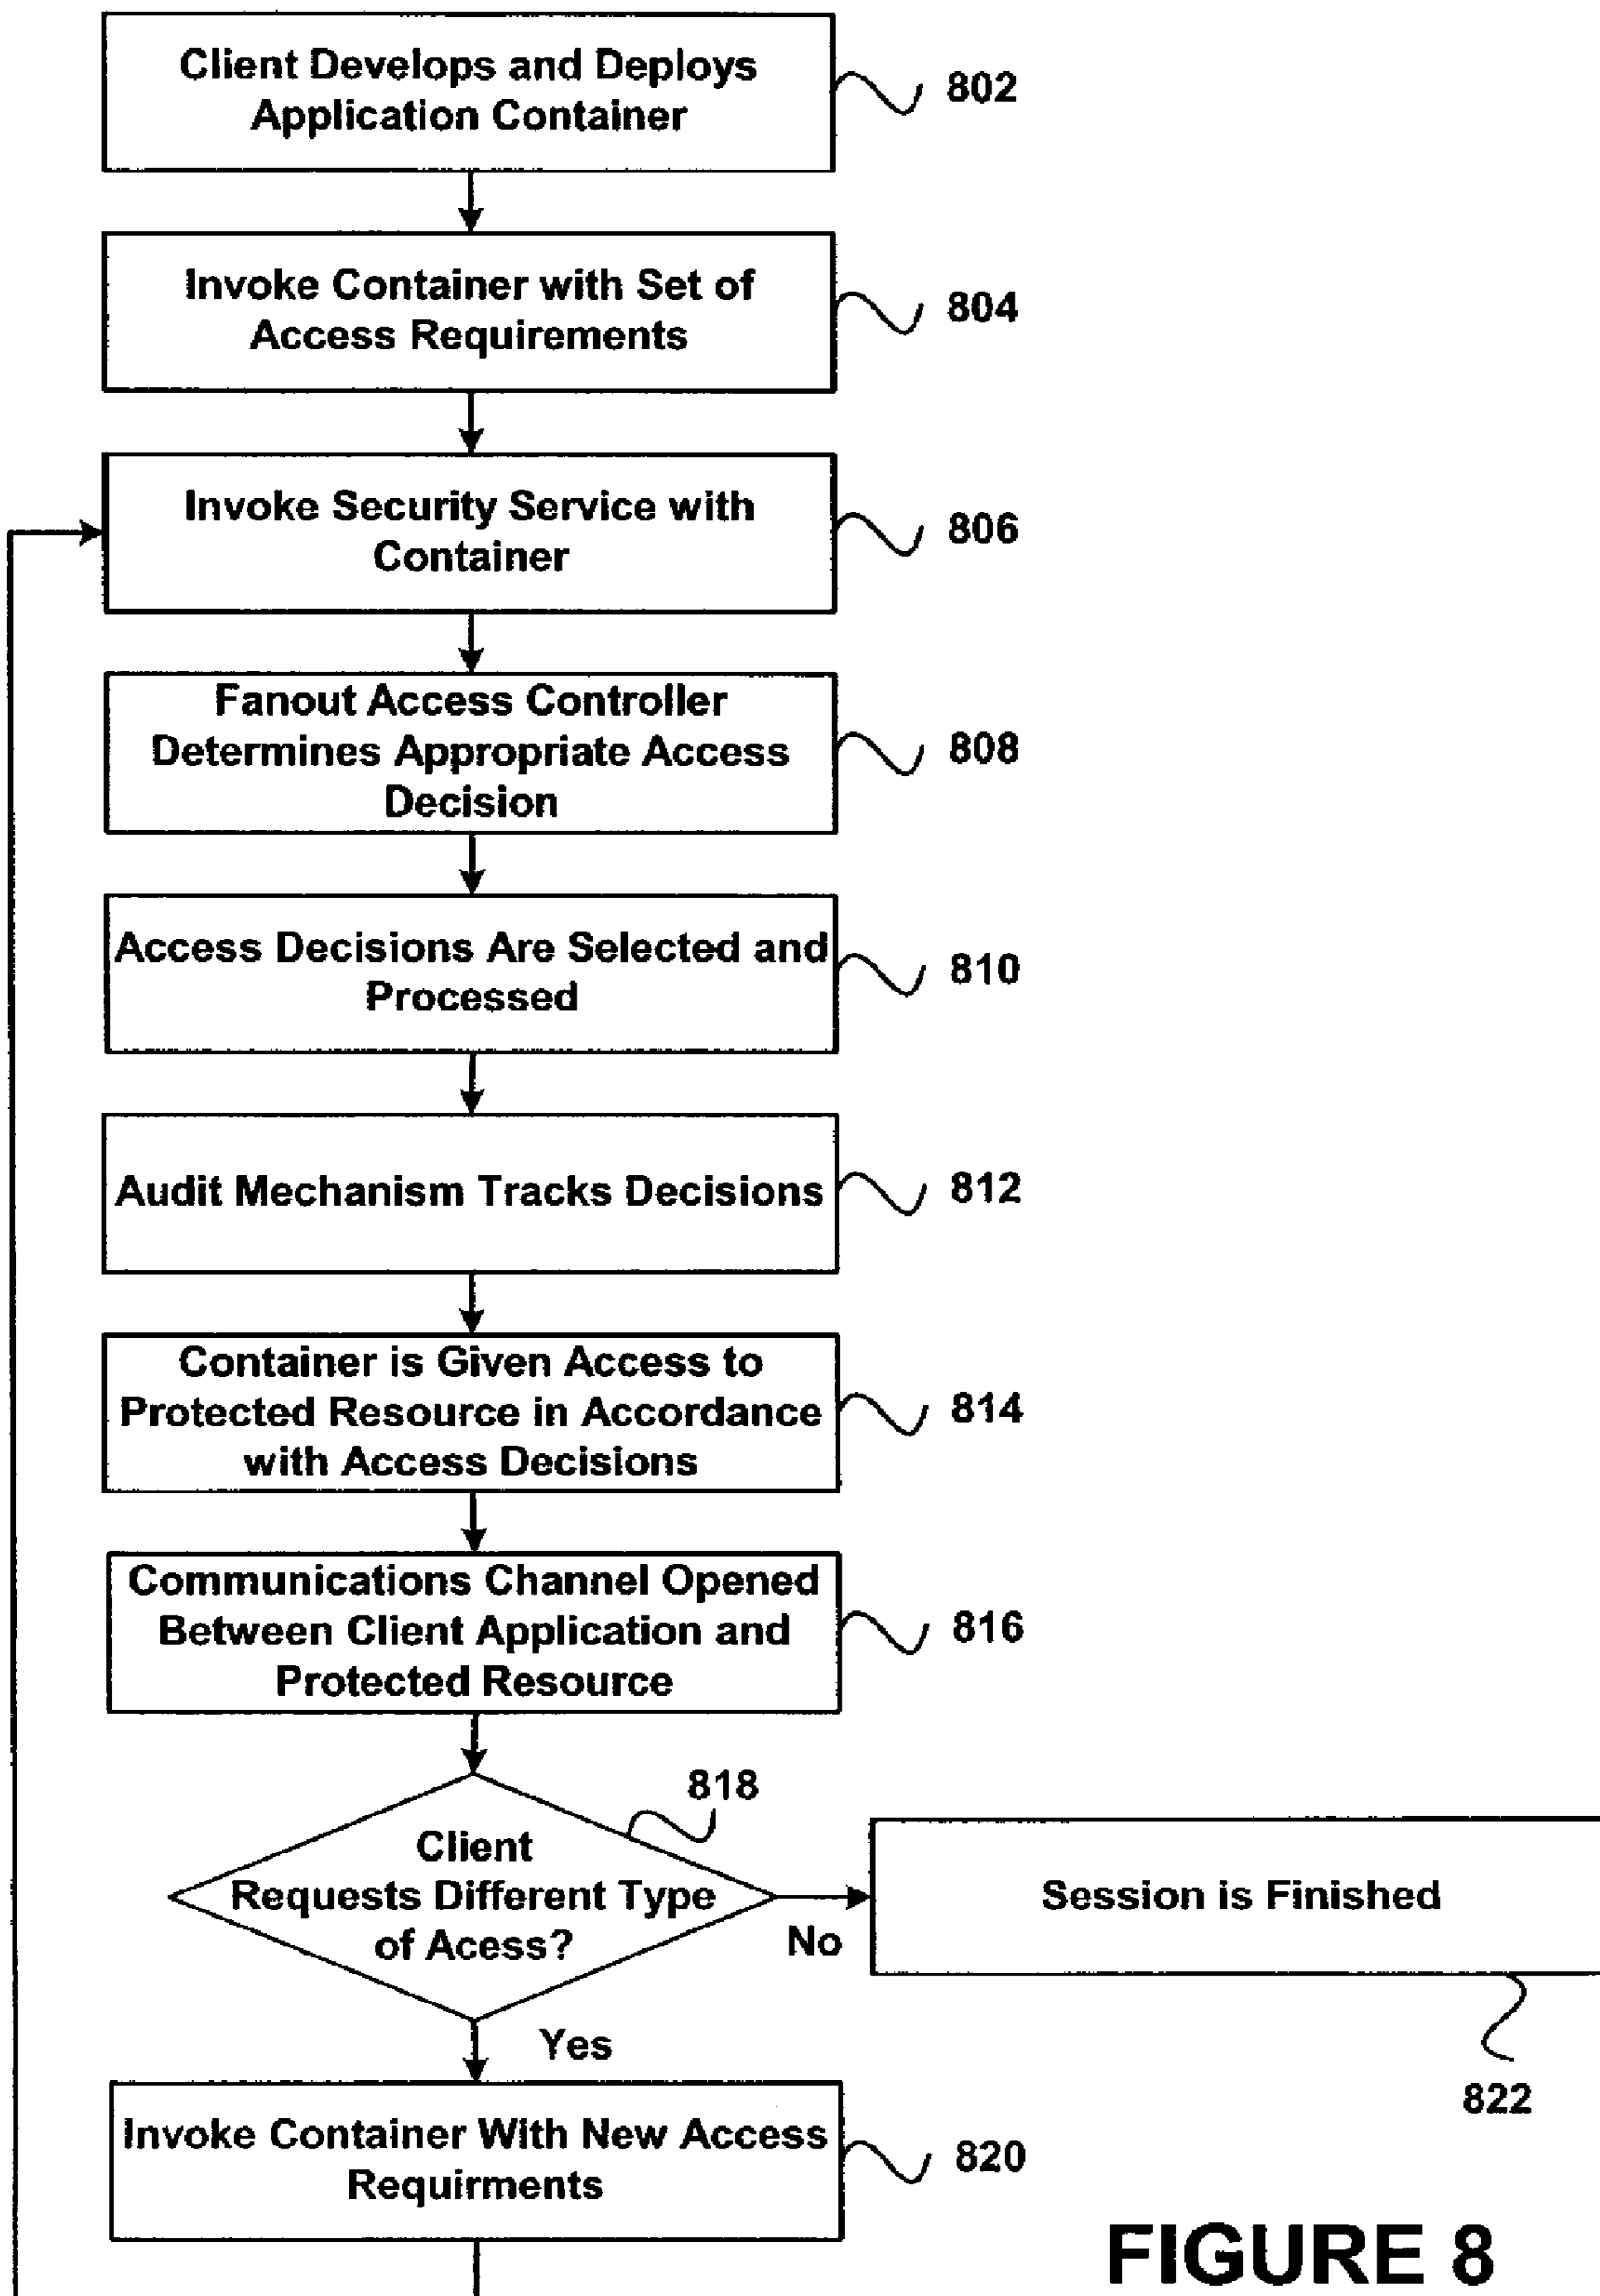 Client Develops and Deploys
Application Container
802
Invoke Container with Set of
Access Requirements
804
Invoke Security Service with
Container
806
Fanout Access Controller
Determines Appropriate Access
Decision
808
Access Decisions Are Selected and
Processed
810
Audit Mechanism Tracks Decisions
812
Container is Given Access to
Protected Resource in Accordance
with Access Decisions
814
Communications Channel Opened
Between Client Application and
Protected Resource
816
818
Client
Requests Different Type
of Acess?
No
Session is Finished
822
Yes
Invoke Container With New Access
Requirments
820
FIGURE 8